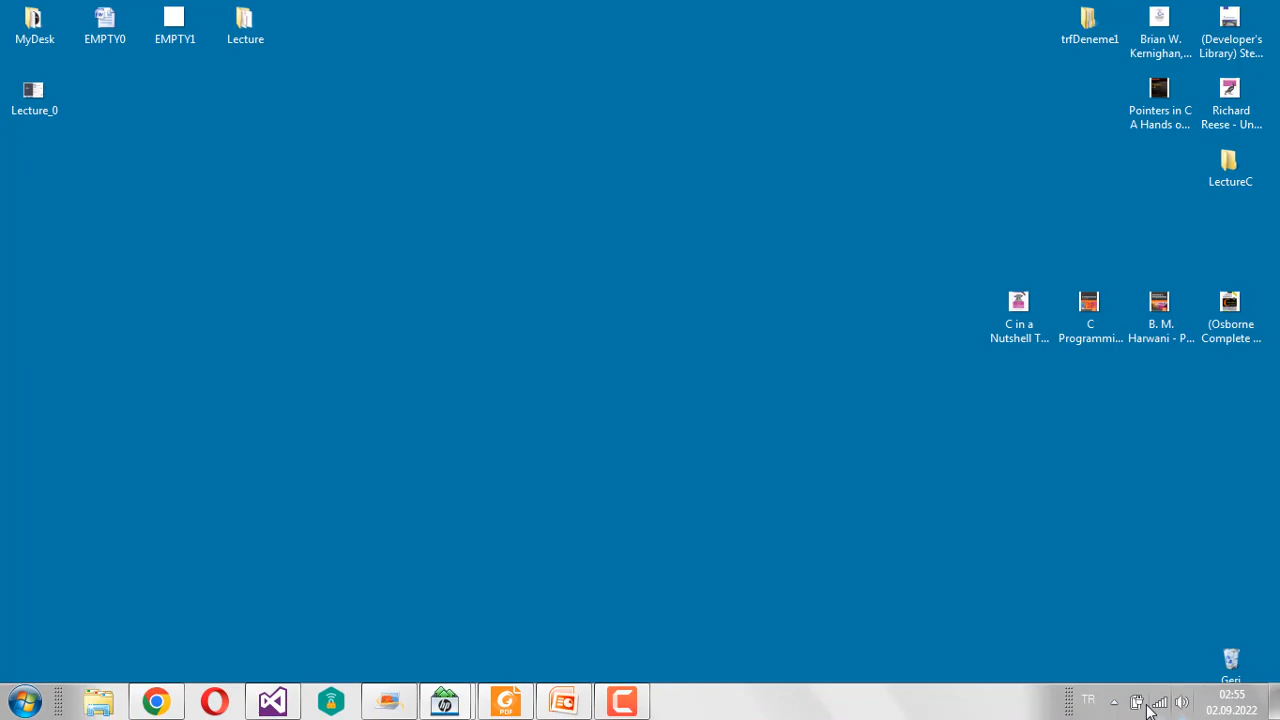 MyDesk
EMPTY0
EMPTY1
Lecture
Lecture_0
trfDeneme1
Brian W.
Kernighan,...
(Developer's
Library) Ste...
Pointers in C
A Hands o...
Richard
Reese - Un...
LectureC
C in a
Nutshell T...
C
Programmi...
B. M.
Harwani - P...
(Osborne
Complete ...
Geri
PDF
TR
02:55
02.09.2022